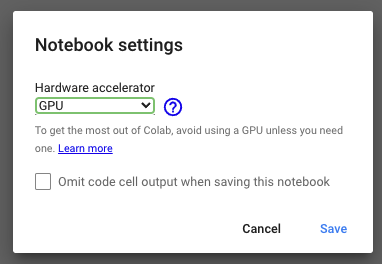 Notebook settings
Hardware accelerator
GPU
?
To get the most out of Colab, avoid using a GPU unless you need
one. Learn more
Omit code cell output when saving this notebook
Cancel Save